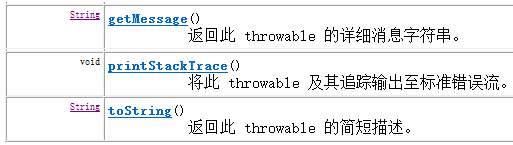 String getMessage()
返回此 throwable 的详细消息字符串。
void printStackTrace()
将此 throwable 及其追踪输出至标准错误流。
String toString()
返回此 throwable 的简短描述。